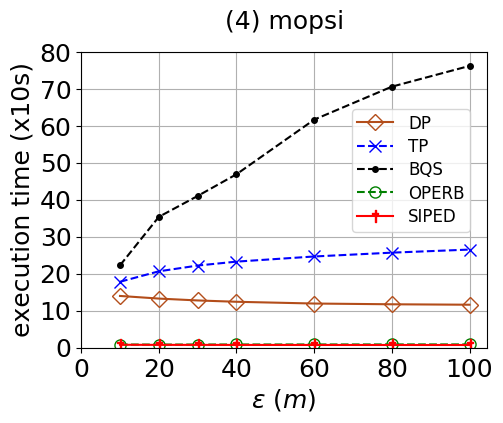 (4) mopsi
execution time (x10s)
80
70
60
50
40
30
20
10
0
DP
TP
BQS
OPERB
SIPED
0 20 40 60 80 100
ε (m)